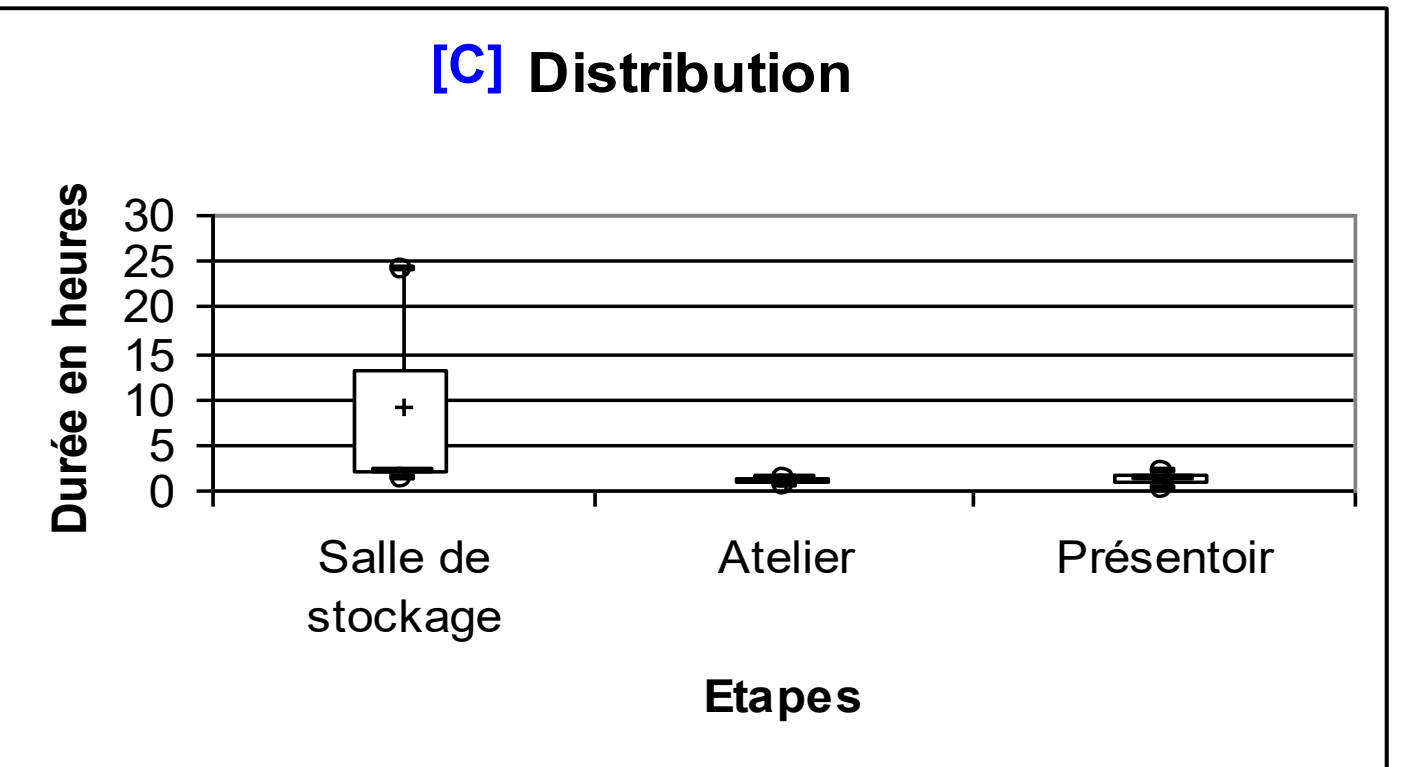 [C] Distribution
Durée en heures
30
25
20
15
10
5
0
Salle de
stockage
Atelier
Présentoir
Etapes